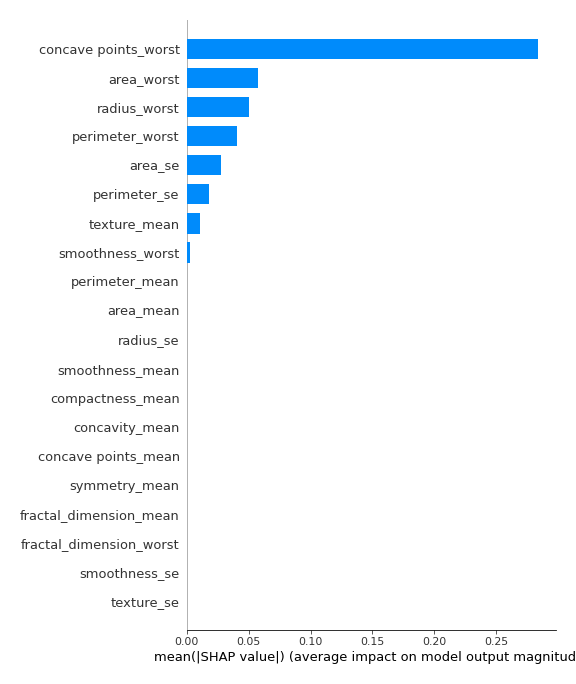 concave points_worst
area_worst
radius_worst
perimeter_worst
area_se
perimeter_se
texture_mean
smoothness_worst
perimeter_mean
area_mean
radius_se
smoothness_mean
compactness_mean
concavity_mean
concave points_mean
symmetry_mean
fractal_dimension_mean
fractal_dimension_worst
smoothness_se
texture_se
0.00 0.05 0.10 0.15 0.20 0.25
mean(|SHAP value|) (average impact on model output magnitud